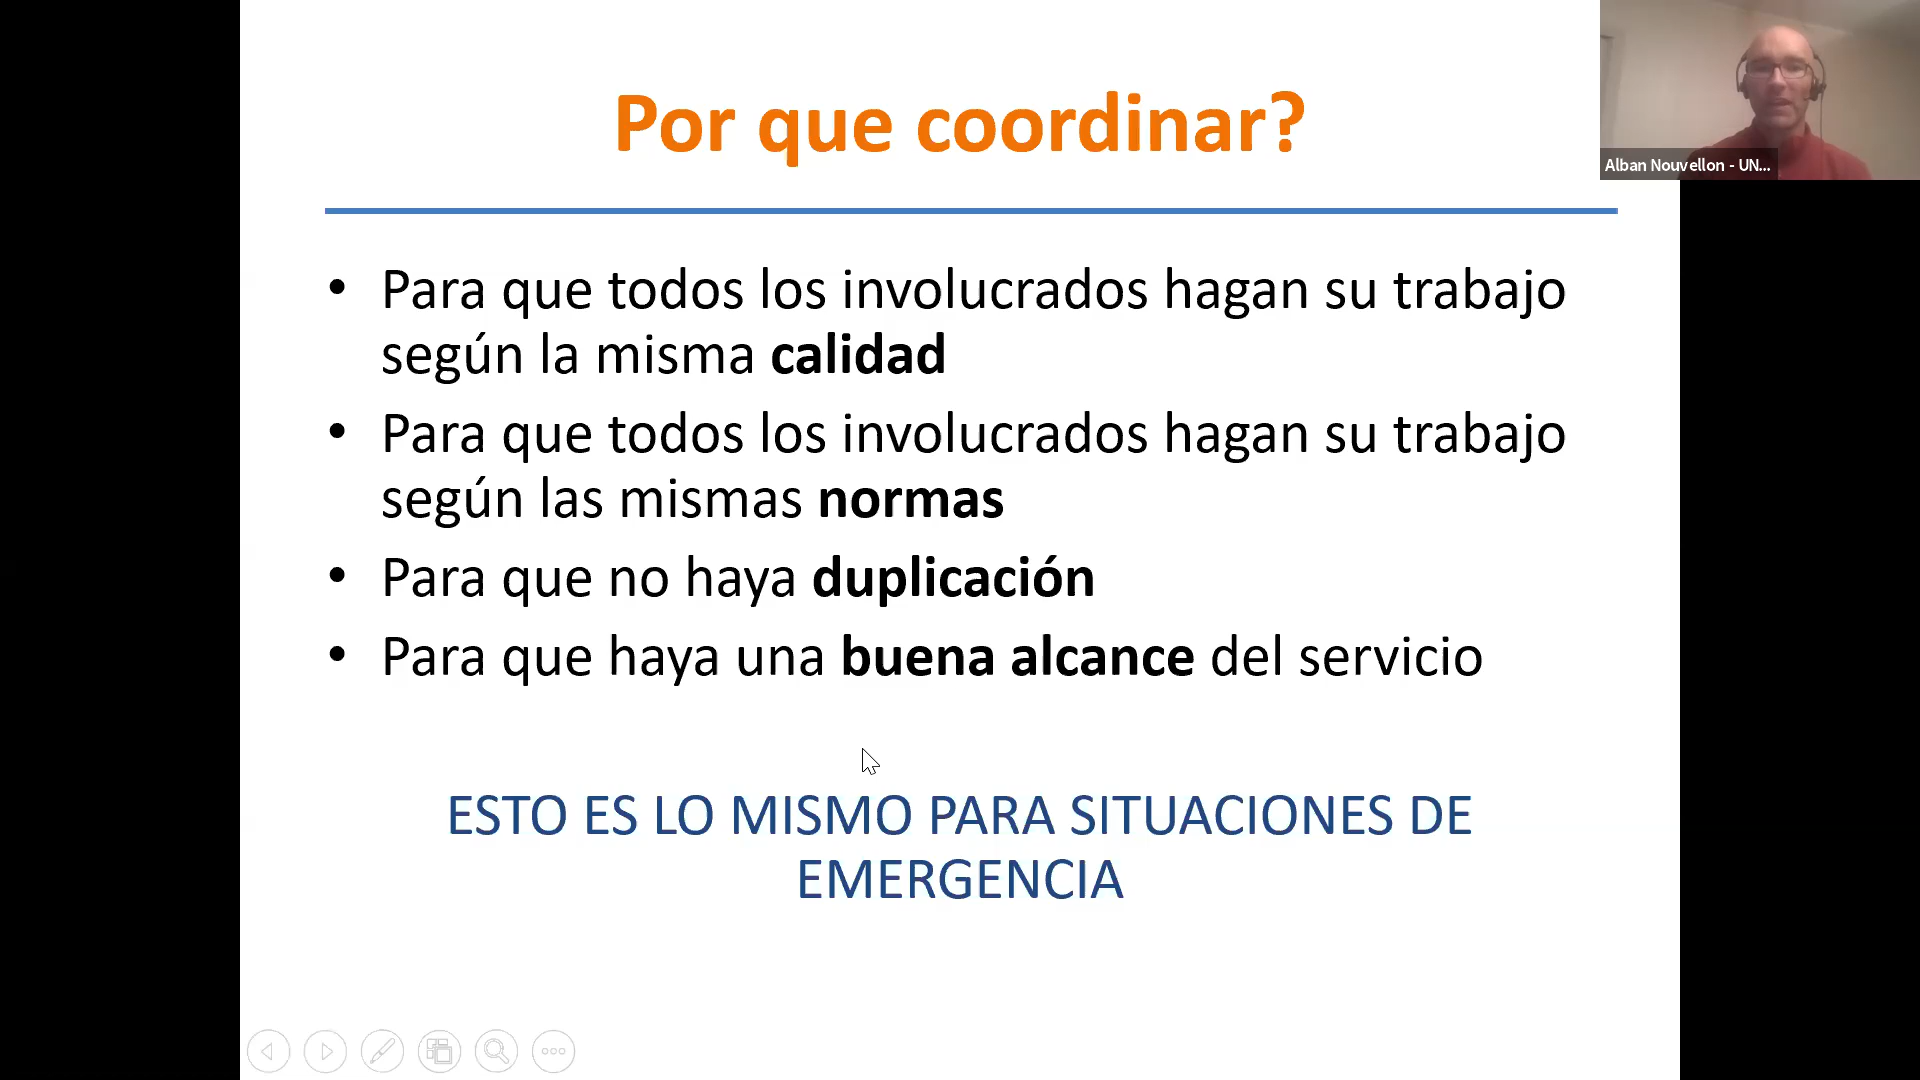 Por que coordinar?
Alban Nouvellon - UN...
• Para que todos los involucrados hagan su trabajo
según la misma calidad
• Para que todos los involucrados hagan su trabajo
según las mismas normas
• Para que no haya duplicación
• Para que haya una buena alcance del servicio
ESTO ES LO MISMO PARA SITUACIONES DE
EMERGENCIA